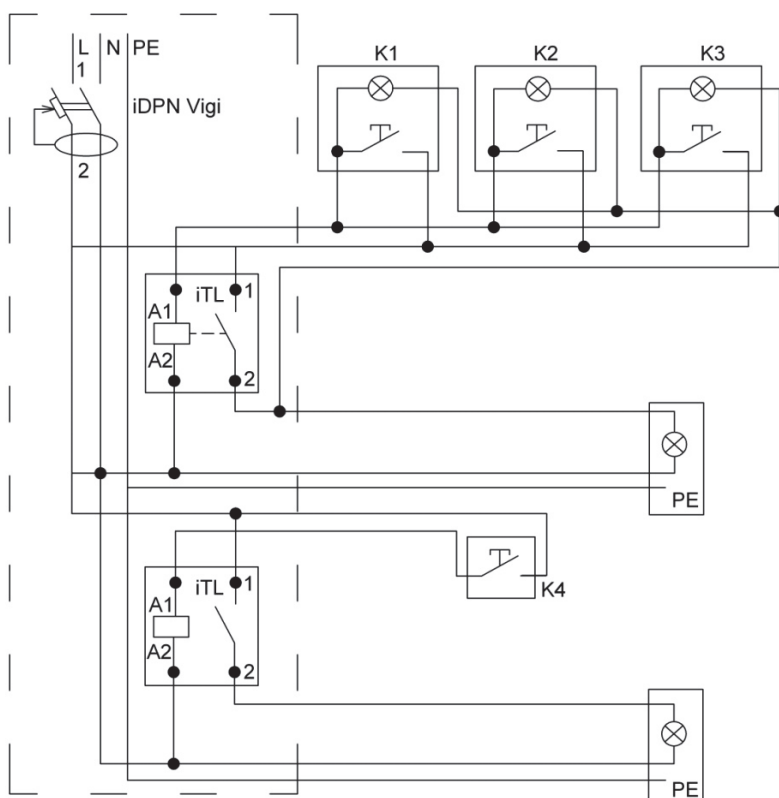 L N PE
1
iDPN Vigi
2
K1 K2 K3
iTL 1
A1
A2
2
PE
K4
iTL 1
A1
A2
2
PE